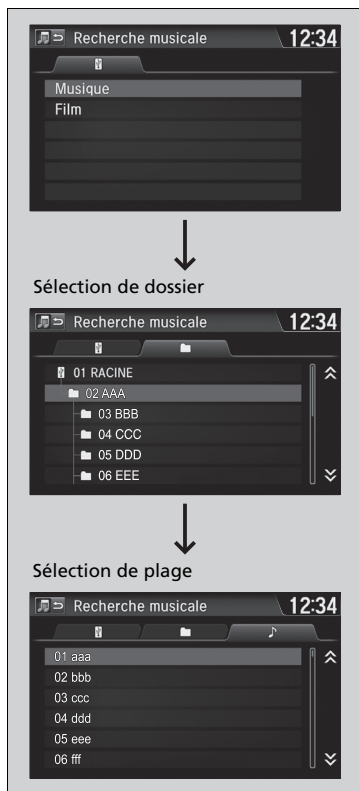 Recherche musicale 12:34
Musique
Film
Sélection de dossier
Recherche musicale 12:34
01 RACINE
02 AAA
03 BBB
04 CCC
05 DDD
06 EEE
Sélection de plage
Recherche musicale 12:34
01 aaa
02 bbb
03 ccc
04 ddd
05 eee
06 fff